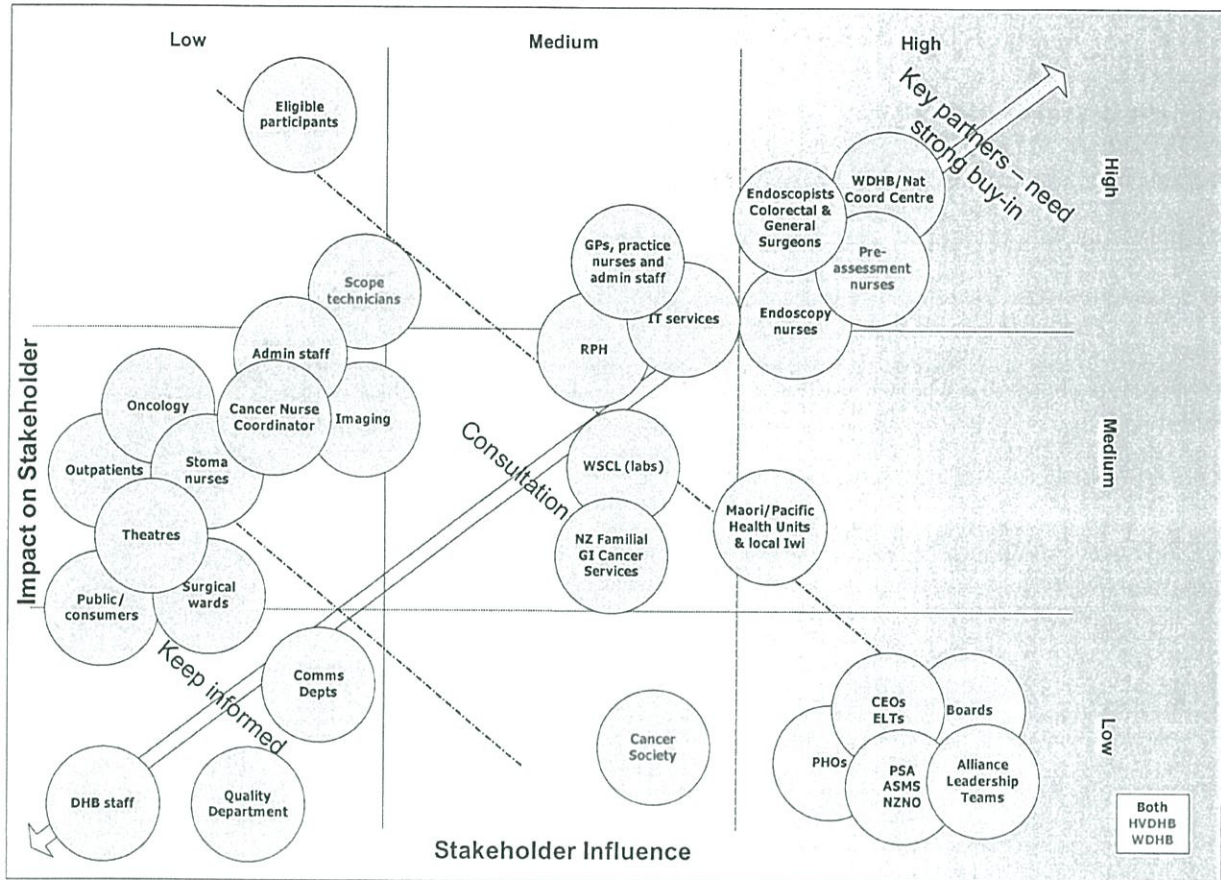 Low
Medium
High
Eligible
participants
Key partners – need
strong buy-in
High
WDHB/Nat
Coord Centre
Endoscopists
Colorectal &
General
Surgeons
GPs, practice
nurses and
admin staff
Pre-
assessment
nurses
Scope
technicians
IT services
Endoscopy
nurses
RPH
Admin staff
Impact on Stakeholder
Oncology
Cancer Nurse
Coordinator
Imaging
Consultation
Medium
Outpatients
Stoma
nurses
WSCL (labs)
Maori/Pacific
Health Units
& local Iwi
Theatres
NZ Familial
GI Cancer
Services
Public/
consumers
Surgical
wards
Keep informed
Comms
Depts
CEOs
ELTs
Boards
Low
Cancer
Society
PHOs
PSA
ASMS
NZNO
Alliance
Leadership
Teams
DHB staff
Quality
Department
Both
HVDHB
WDHB
Stakeholder Influence